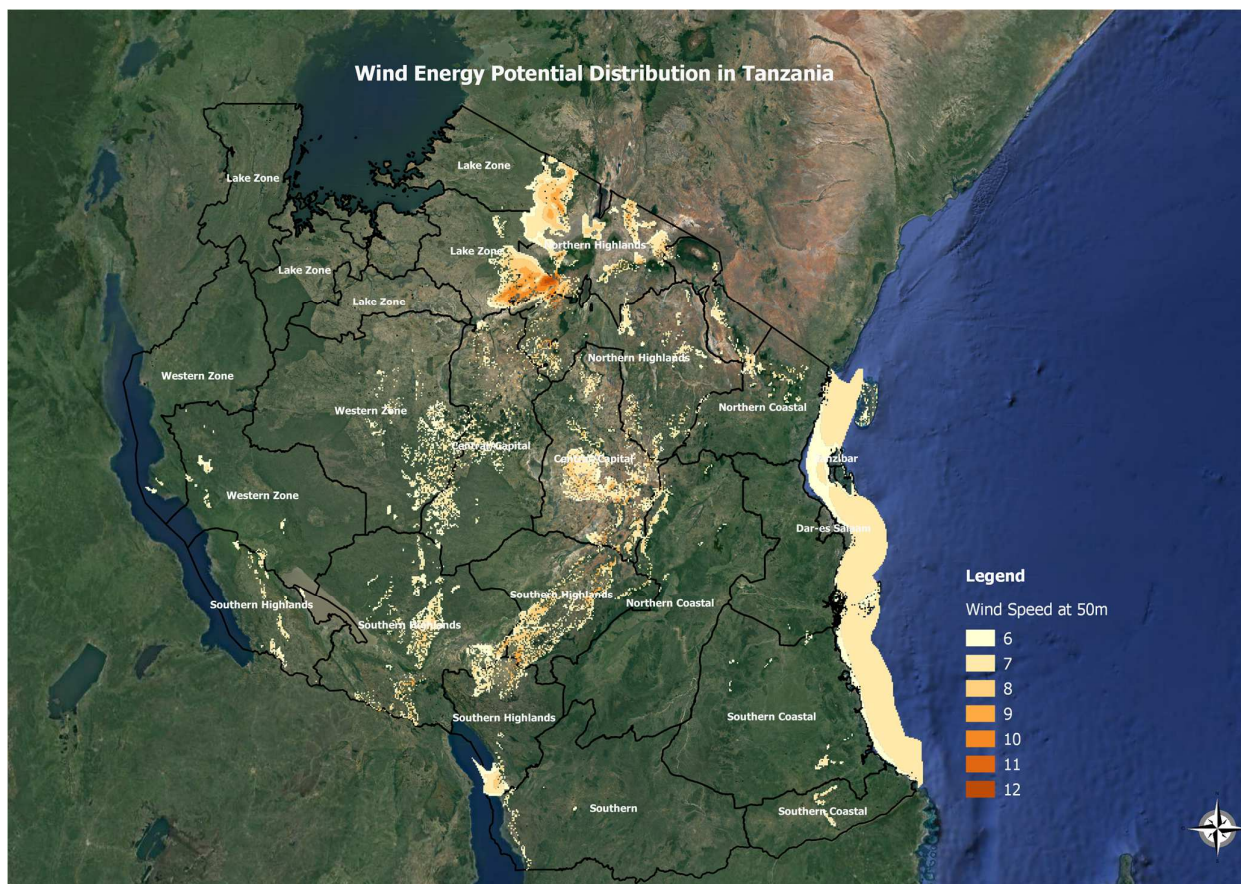 Wind Energy Potential Distribution in Tanzania
Lake Zone
Lake Zone
Northern Highlands
Lake Zone
Lake Zone
Lake Zone
Northern Highlands
Western Zone
Western Zone
Northern Coastal
Central Capital
Central Capital
Zanzibar
Western Zone
Dar-es Salaam
Southern Highlands
Southern Highlands
Northern Coastal
Southern Highlands
Southern Highlands
Southern Coastal
Southern
Southern Coastal
Legend
Wind Speed at 50m
6
7
8
9
10
11
12